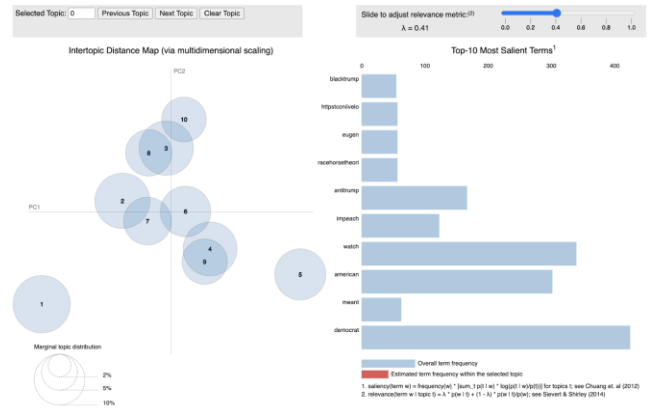 Selected Topic: 0 Previous Topic Next Topic Clear Topic
Slide to adjust relevance metric:(2)
λ = 0.41
0.0 0.2 0.4 0.6 0.8 1.0
Intertopic Distance Map (via multidimensional scaling)
PC2
PC1
10
8
3
2
7
6
4
9
5
1
Marginal topic distribution
2%
5%
10%
Top-10 Most Salient Terms1
0 100 200 300 400
blacktrump
httpstconiivelo
eugen
racehorsetheori
antitrump
impeach
watch
american
meant
democrat
Overall term frequency
Estimated term frequency within the selected topic
1. saliency(term w) = frequency(w) * [sum_t p(t | w) * log(p(t | w)/p(t))] for topics t; see Chuang et. al (2012)
2. relevance(term w | topic t) = λ * p(w | t) + (1 - λ) * p(w | t)/p(w); see Sievert & Shirley (2014)